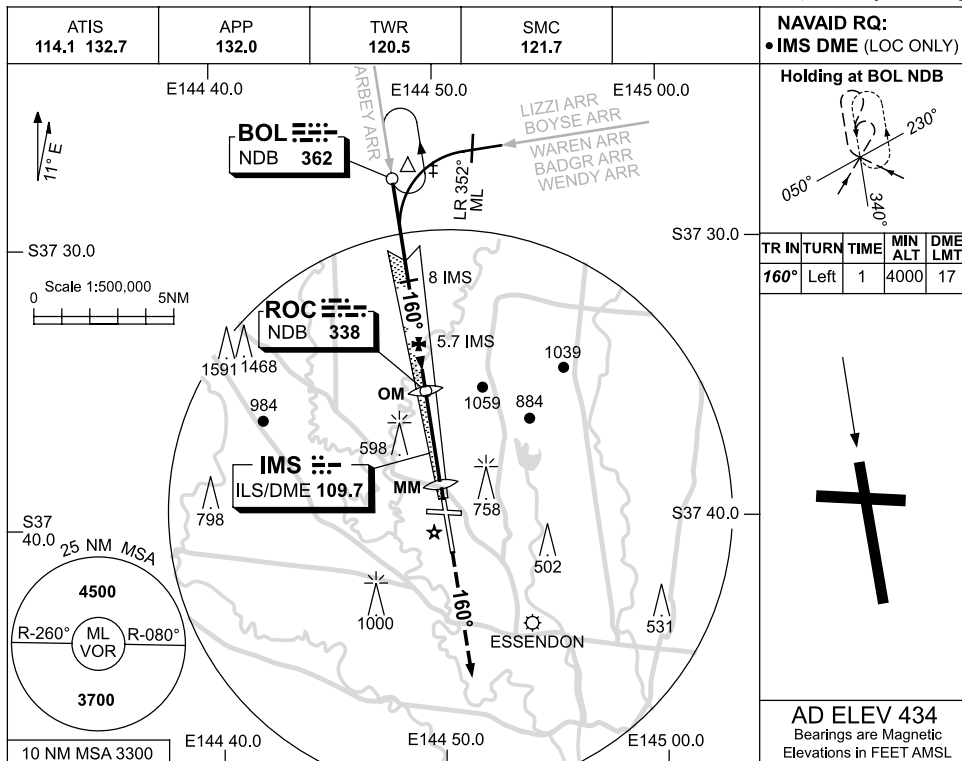 ATIS
114.1 132.7
APP
132.0
TWR
120.5
SMC
121.7
NAVAID RQ:
• IMS DME (LOC ONLY)
E144 40.0
E144 50.0
E145 00.0
11° E
ARBEY ARR
LIZZI ARR
BOYSE ARR
WAREN ARR
BADGR ARR
WENDY ARR
BOL
NDB 362
LR 352°
ML
S37 30.0
S37 30.0
Scale 1:500,000
0
5NM
8 IMS
160°
ROC
NDB 338
5.7 IMS
1591
1468
1039
1059
884
984
OM
598
IMS
ILS/DME 109.7
MM
758
798
S37
40.0
S37 40.0
502
1000
531
ESSENDON
160°
25 NM MSA
4500
R-260°
ML
VOR
R-080°
3700
10 NM MSA 3300
E144 40.0
E144 50.0
E145 00.0
Holding at BOL NDB
230°
050°
340°
TR IN TURN TIME MIN ALT DME LMT
160° Left 1 4000 17
AD ELEV 434
Bearings are Magnetic
Elevations in FEET AMSL